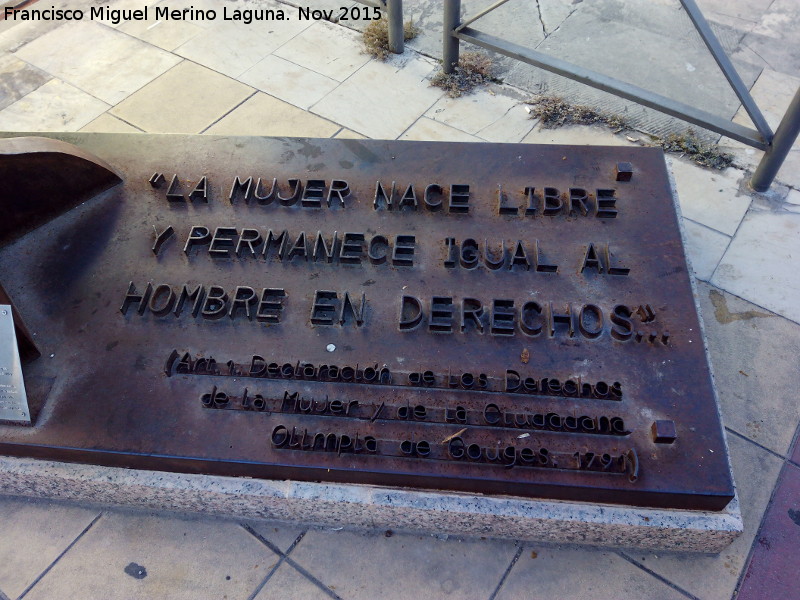 Francisco Miguel Merino Laguna. Nov 2015
"LA MUJER NACE LIBRE
Y PERMANECE IGUAL AL
HOMBRE EN DERECHOS"...
(Art. 1. Declaración de los Derechos
de la Mujer y de la Ciudadana
Olimpia de Gouges. 1791)